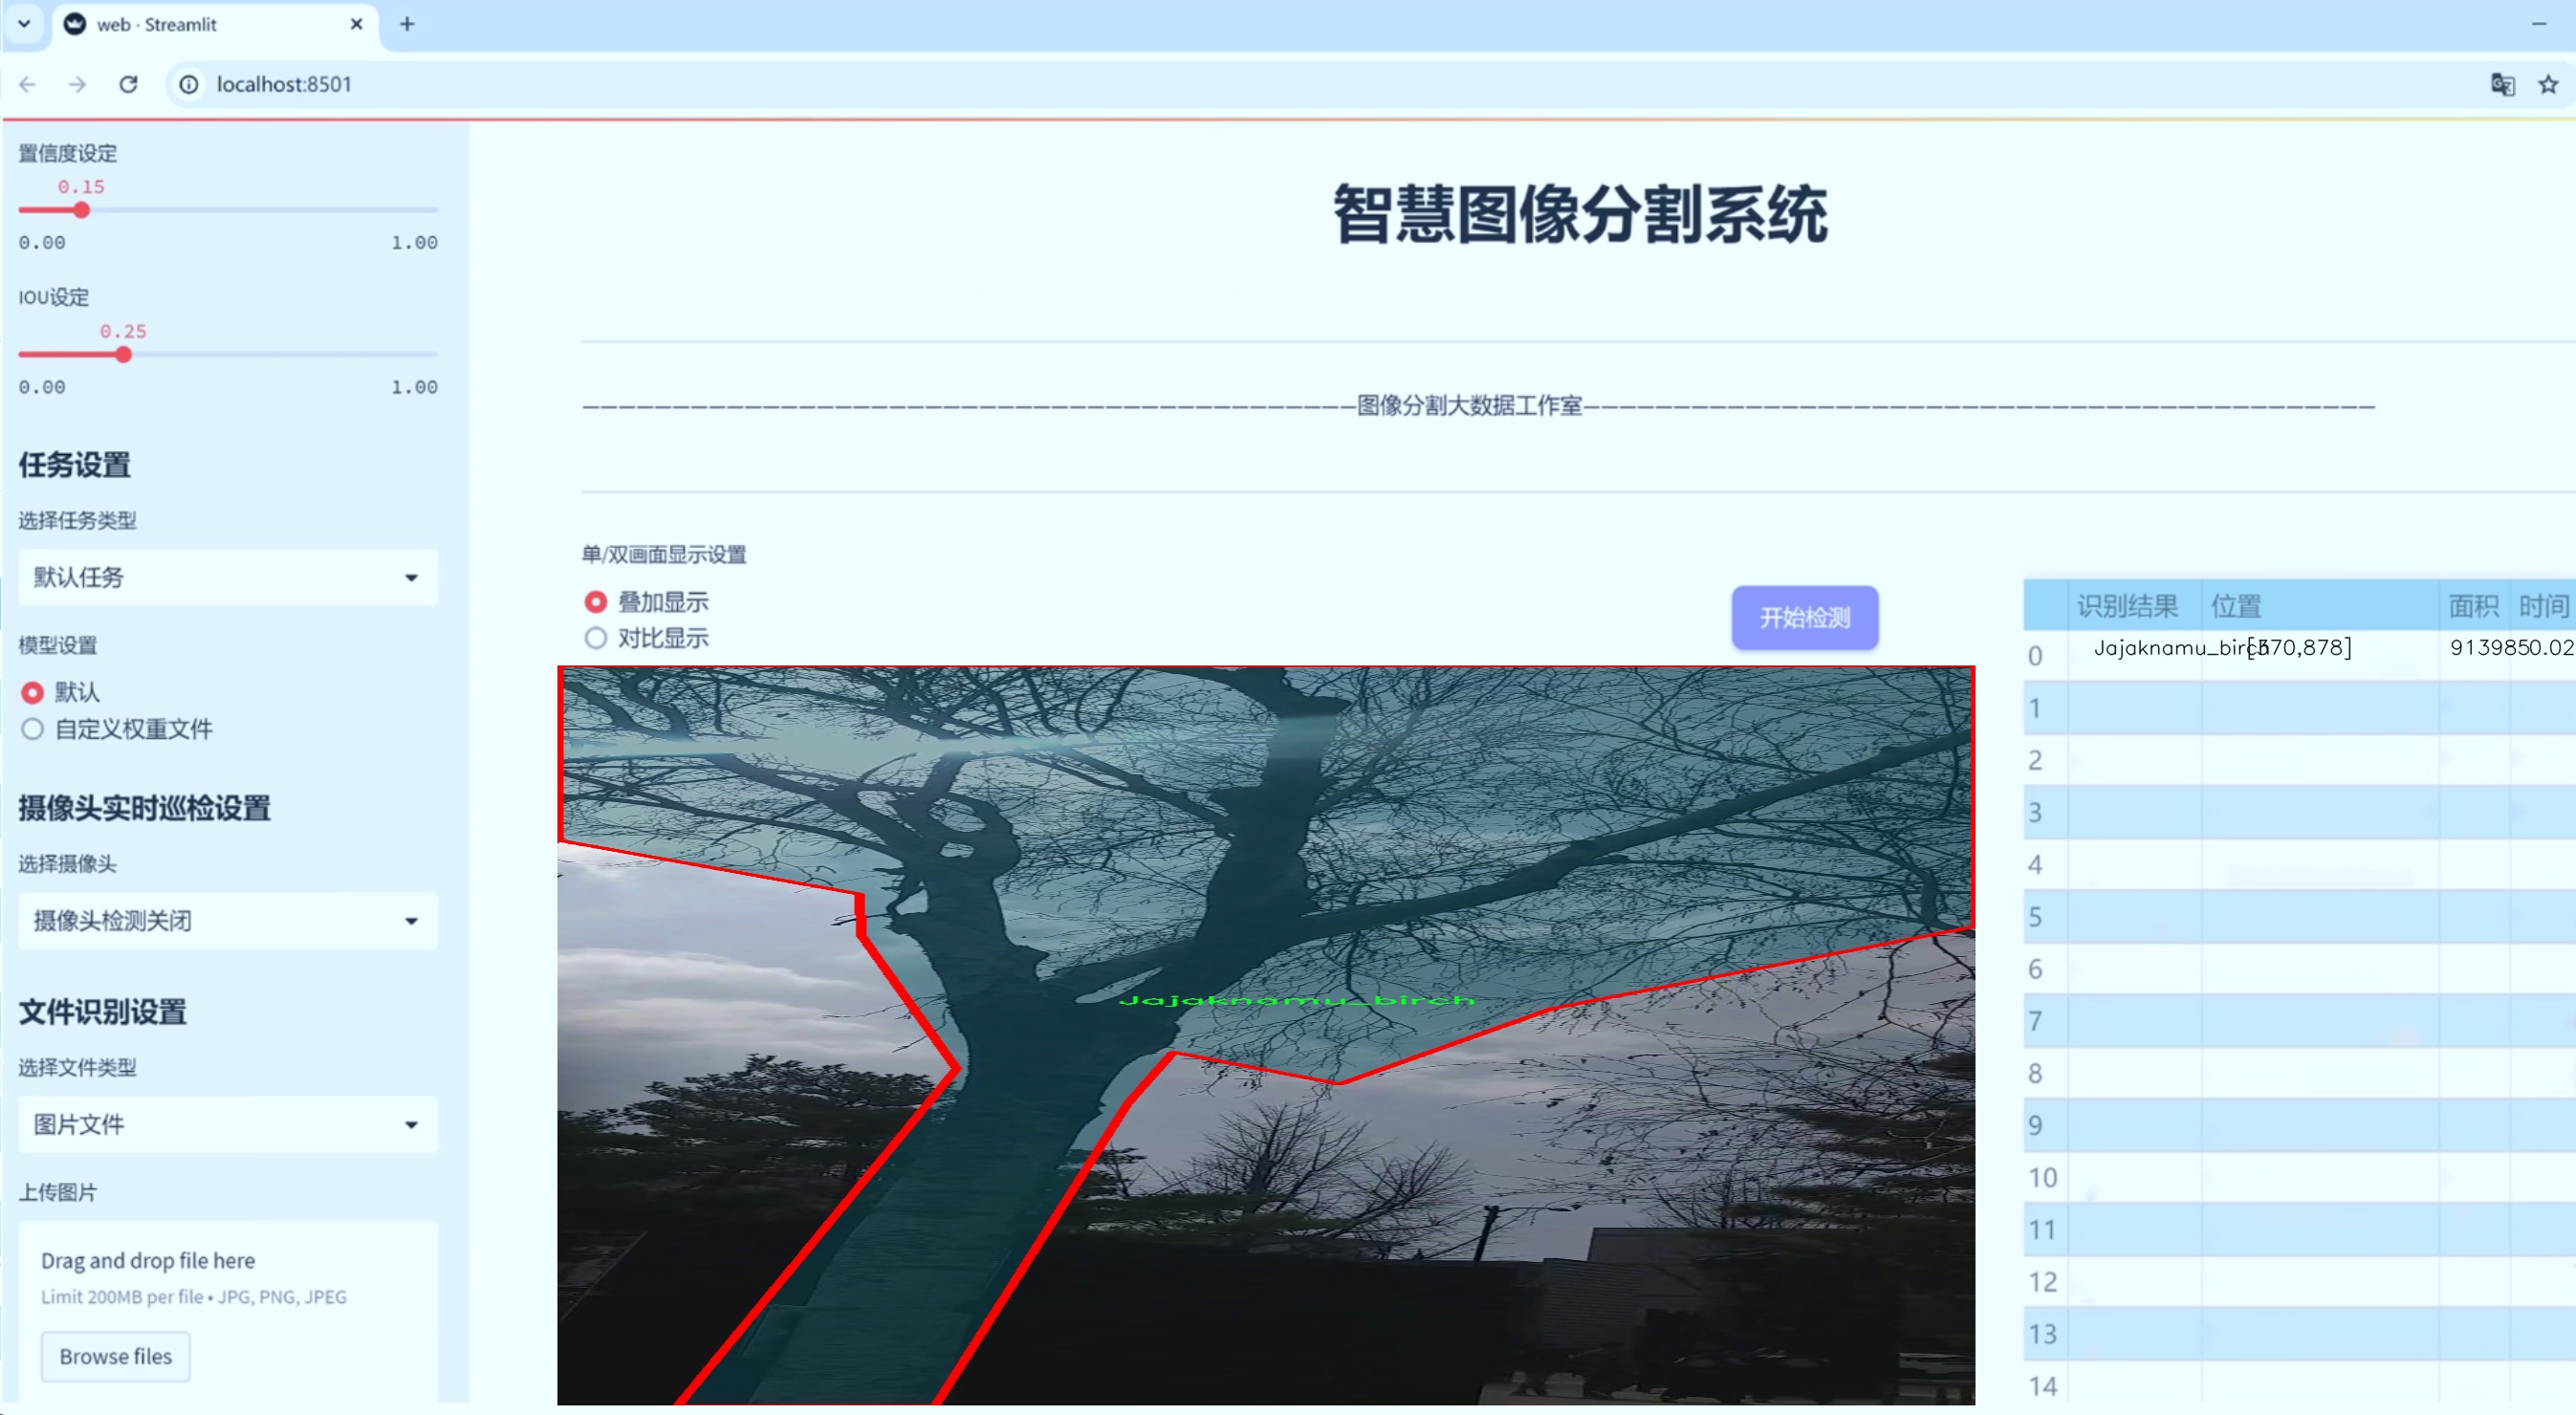 web · Streamlit
localhost:8501
置信度设定
0.15
0.00 1.00
IOU设定
0.25
0.00 1.00
任务设置
选择任务类型
默认任务
模型设置
默认
自定义权重文件
摄像头实时巡检设置
选择摄像头
摄像头检测关闭
文件识别设置
选择文件类型
图片文件
上传图片
Drag and drop file here
Limit 200MB per file • JPG, PNG, JPEG
Browse files
智慧图像分割系统
图像分割大数据工作室
单/双画面显示设置
叠加显示
对比显示
开始检测
Jajaknamu_birch
识别结果 位置 面积 时间
0 Jajaknamu_birch 9139850.02
1
2
3
4
5
6
7
8
9
10
11
12
13
14